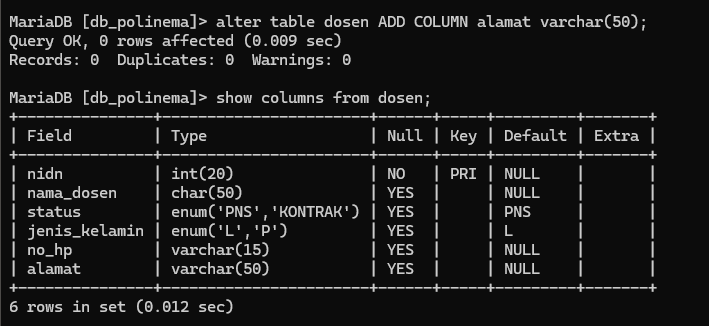 MariaDB [db_polinema]> alter table dosen ADD COLUMN alamat varchar(50);
Query OK, 0 rows affected (0.009 sec)
Records: 0  Duplicates: 0  Warnings: 0

MariaDB [db_polinema]> show columns from dosen;
+---------------+-----------------------+------+-----+---------+-------+
| Field         | Type                  | Null | Key | Default | Extra |
+---------------+-----------------------+------+-----+---------+-------+
| nidn          | int(20)               | NO   | PRI | NULL    |       |
| nama_dosen    | char(50)              | YES  |     | NULL    |       |
| status        | enum('PNS','KONTRAK') | YES  |     | PNS     |       |
| jenis_kelamin | enum('L','P')         | YES  |     | L       |       |
| no_hp         | varchar(15)           | YES  |     | NULL    |       |
| alamat        | varchar(50)           | YES  |     | NULL    |       |
+---------------+-----------------------+------+-----+---------+-------+
6 rows in set (0.012 sec)